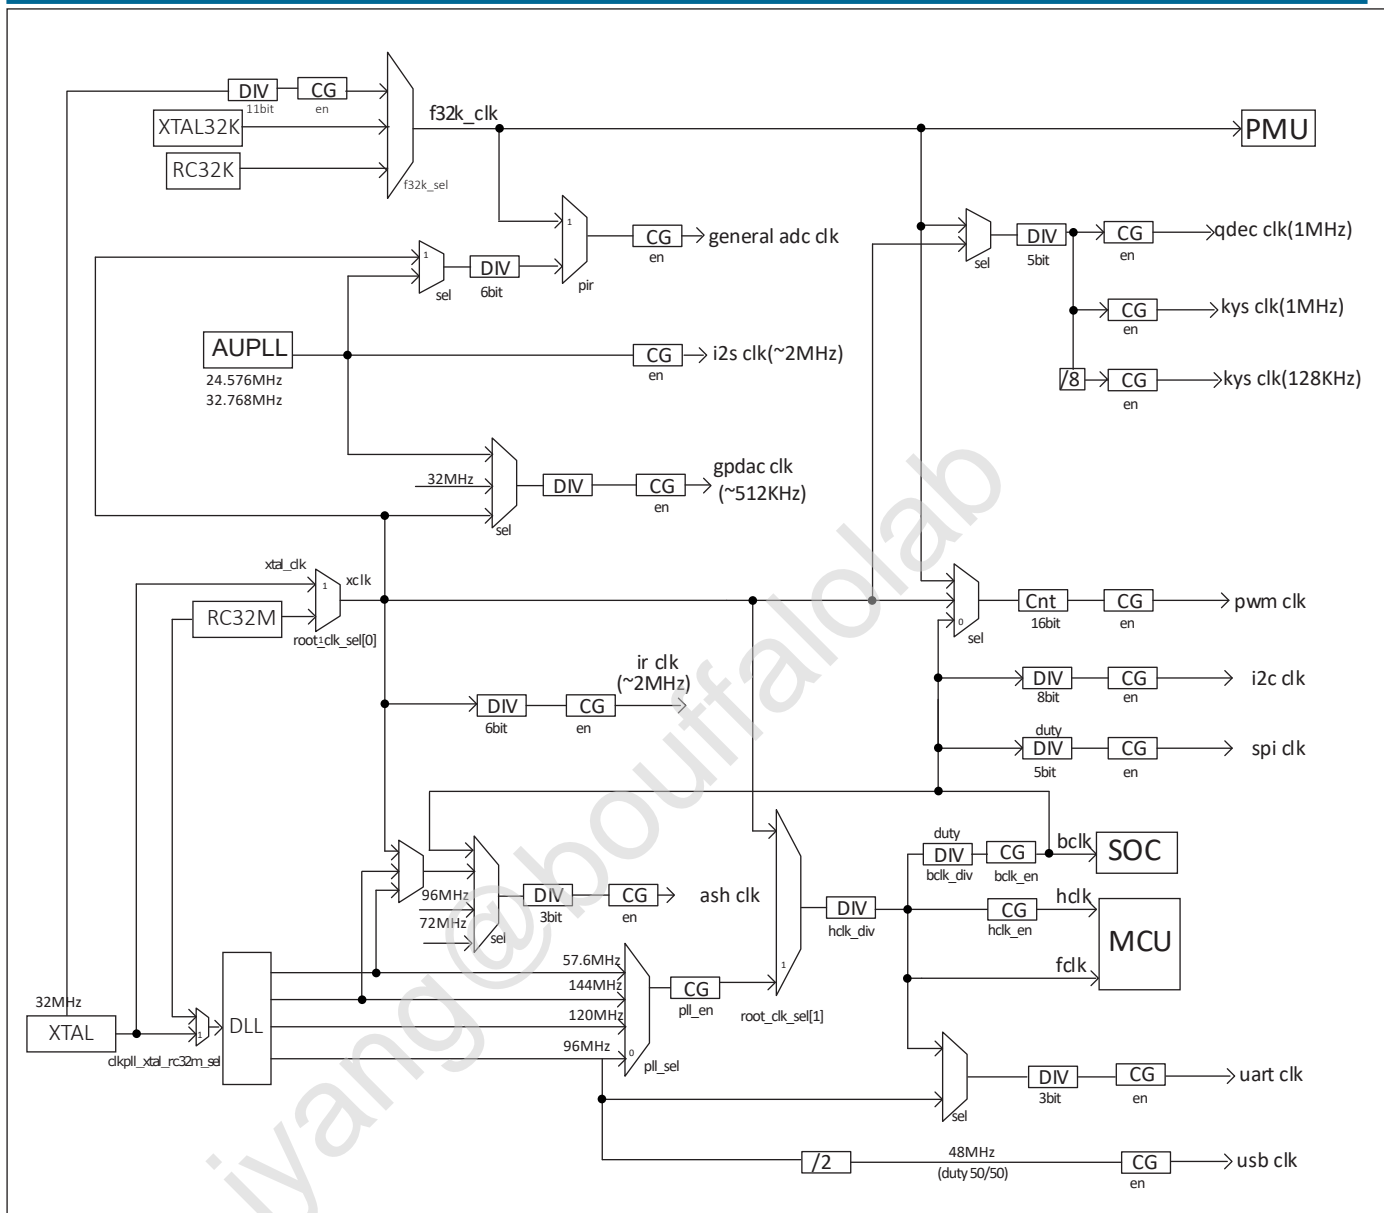 DIV
11bit
CG
en
XTAL32K
RC32K
f32k_sel
f32k_clk
PMU
1
pir
CG
en
general adc clk
1
sel
DIV
6bit
sel
DIV
5bit
CG
en
qdec clk(1MHz)
CG
en
kys clk(1MHz)
/8
CG
en
kys clk(128KHz)
AUPLL
24.576MHz
32.768MHz
CG
en
i2s clk(~2MHz)
32MHz
sel
DIV
CG
en
gpdac clk
(~512KHz)
xtal_clk
1
xclk
RC32M
root_clk_sel[0]
1
0
sel
Cnt
16bit
CG
en
pwm clk
ir clk
(~2MHz)
DIV
6bit
CG
en
DIV
8bit
CG
en
i2c clk
duty
DIV
5bit
CG
en
spi clk
96MHz
72MHz
sel
DIV
3bit
CG
en
ash clk
1
root_clk_sel[1]
DIV
hclk_div
duty
DIV
bclk_div
CG
bclk_en
bclk
SOC
CG
hclk_en
hclk
fclk
MCU
32MHz
XTAL
1
clkpll_xtal_rc32m_sel
DLL
57.6MHz
144MHz
120MHz
96MHz
0
pll_sel
CG
pll_en
sel
DIV
3bit
CG
en
uart clk
/2
48MHz
(duty 50/50)
CG
en
usb clk
iyang@bouffalolab